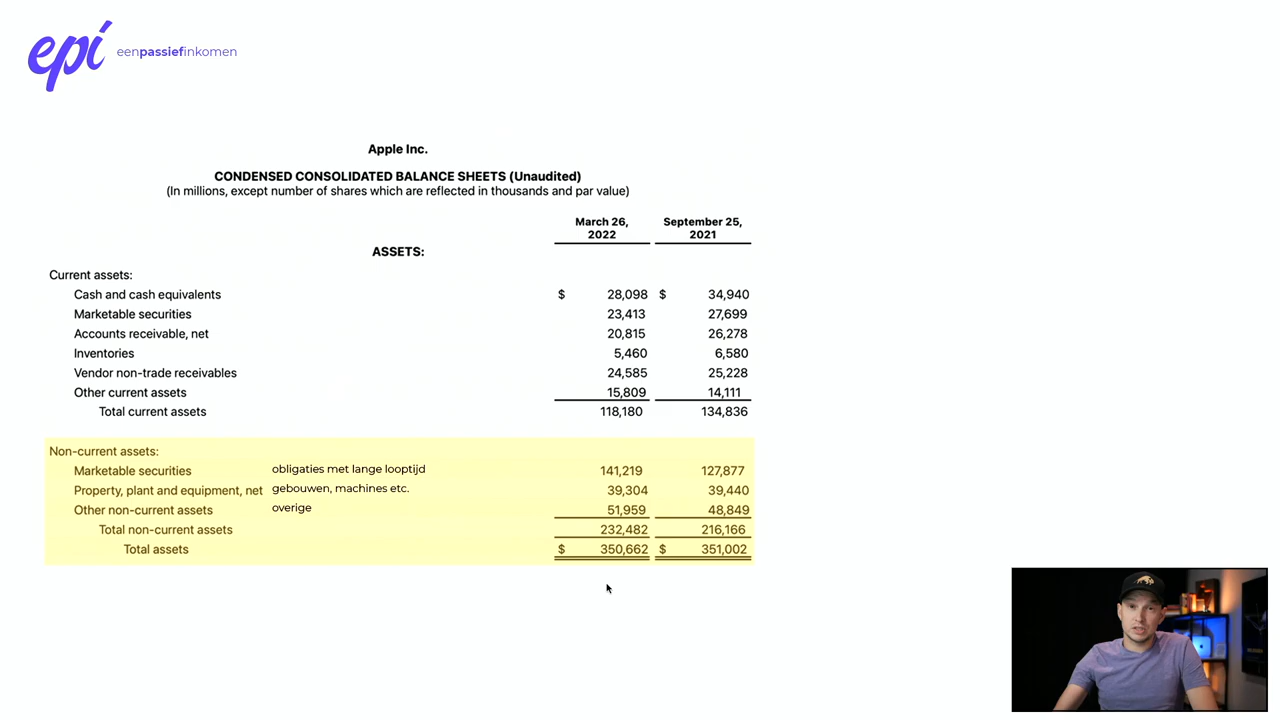 epi eenpassiefinkomen
Apple Inc.
CONDENSED CONSOLIDATED BALANCE SHEETS (Unaudited)
(In millions, except number of shares which are reflected in thousands and par value)
March 26, 2022 September 25, 2021
ASSETS:
Current assets:
Cash and cash equivalents $ 28,098 $ 34,940
Marketable securities 23,413 27,699
Accounts receivable, net 20,815 26,278
Inventories 5,460 6,580
Vendor non-trade receivables 24,585 25,228
Other current assets 15,809 14,111
Total current assets 118,180 134,836
Non-current assets:
Marketable securities obligaties met lange looptijd 141,219 127,877
Property, plant and equipment, net gebouwen, machines etc. 39,304 39,440
Other non-current assets overige 51,959 48,849
Total non-current assets 232,482 216,166
Total assets $ 350,662 $ 351,002